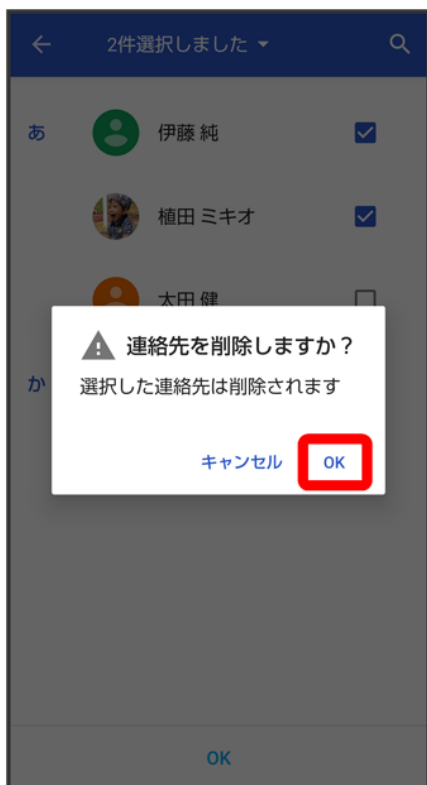 2件選択しました
あ
伊藤 純
植田 ミキオ
太田 健
連絡先を削除しますか？
か
選択した連絡先は削除されます
キャンセル OK
OK